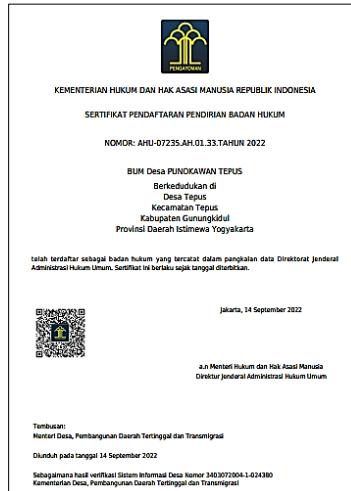 PENGAYOMAN
KEMENTERIAN HUKUM DAN HAK ASASI MANUSIA REPUBLIK INDONESIA
SERTIFIKAT PENDAFTARAN PENDIRIAN BADAN HUKUM
NOMOR: AHU-07235.AH.01.33.TAHUN 2022
BUM Desa PUNOKAWAN TEPUS
Berkedudukan di
Desa Tepus
Kecamatan Tepus
Kabupaten Gunungkidul
Provinsi Daerah Istimewa Yogyakarta
telah terdaftar sebagai badan hukum yang tercatat dalam pangkalan data Direktorat Jenderal
Administrasi Hukum Umum. Sertifikat ini berlaku sejak tanggal diterbitkan.
Jakarta, 14 September 2022
a.n Menteri Hukum dan Hak Asasi Manusia
Direktur Jenderal Administrasi Hukum Umum
Tembusan:
Menteri Desa, Pembangunan Daerah Tertinggal dan Transmigrasi
Diunduh pada tanggal 14 September 2022
Sebagaimana hasil verifikasi Sistem Informasi Desa Nomor 3403072004-1-024380
Kementerian Desa, Pembangunan Daerah Tertinggal dan Transmigrasi